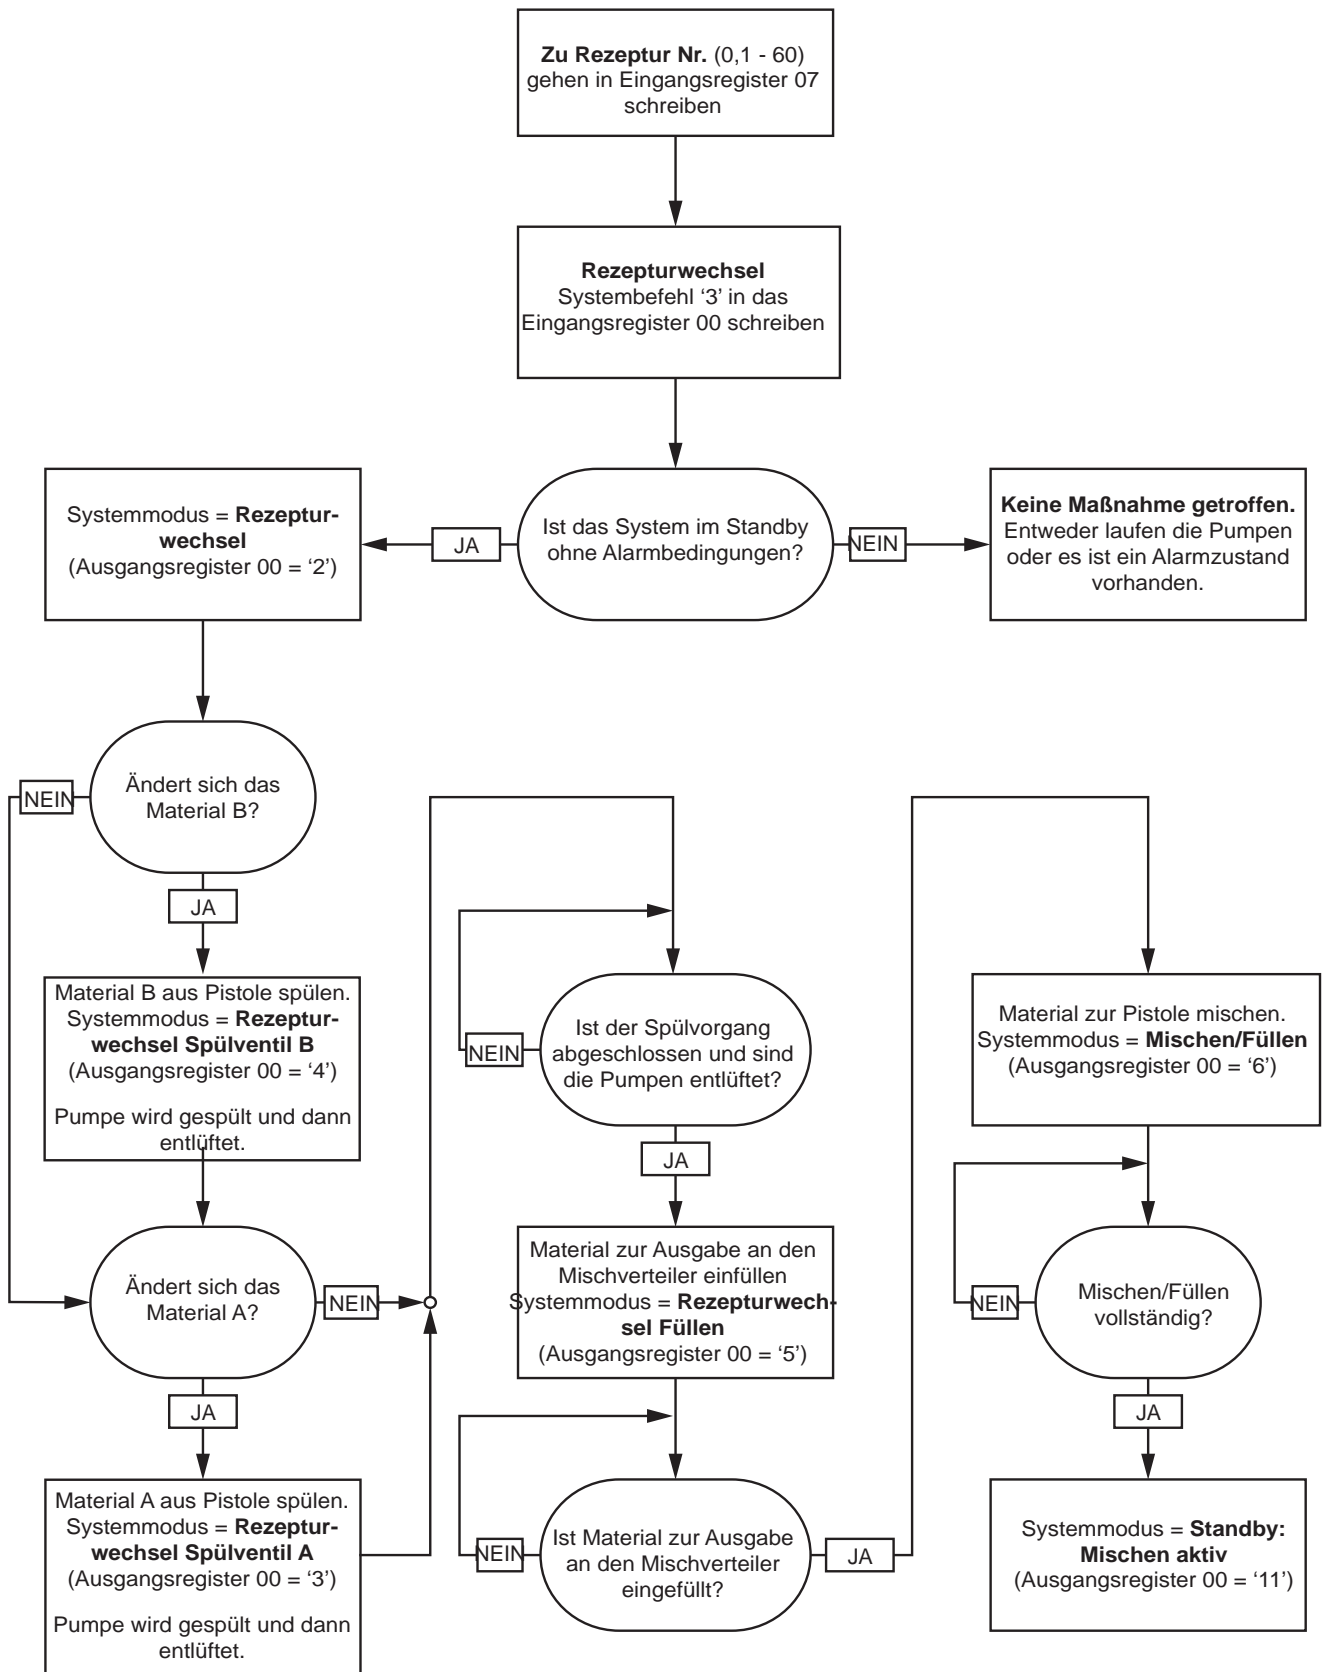 Zu Rezeptur Nr. (0,1 - 60)
gehen in Eingangsregister 07
schreiben
Rezepturwechsel
Systembefehl ‘3’ in das
Eingangsregister 00 schreiben
Ist das System im Standby
ohne Alarmbedingungen?
JA
NEIN
Keine Maßnahme getroffen.
Entweder laufen die Pumpen
oder es ist ein Alarmzustand
vorhanden.
Systemmodus = Rezeptur-
wechsel
(Ausgangsregister 00 = ‘2’)
Ändert sich das
Material B?
NEIN
JA
Material B aus Pistole spülen.
Systemmodus = Rezeptur-
wechsel Spülventil B
(Ausgangsregister 00 = ‘4’)
Pumpe wird gespült und dann
entlüftet.
Ändert sich das
Material A?
NEIN
JA
Material A aus Pistole spülen.
Systemmodus = Rezeptur-
wechsel Spülventil A
(Ausgangsregister 00 = ‘3’)
Pumpe wird gespült und dann
entlüftet.
Ist der Spülvorgang
abgeschlossen und sind
die Pumpen entlüftet?
NEIN
JA
Material zur Ausgabe an den
Mischverteiler einfüllen
Systemmodus = Rezepturwech-
sel Füllen
(Ausgangsregister 00 = ‘5’)
Ist Material zur Ausgabe
an den Mischverteiler
eingefüllt?
NEIN
JA
Material zur Pistole mischen.
Systemmodus = Mischen/Füllen
(Ausgangsregister 00 = ‘6’)
Mischen/Füllen
vollständig?
NEIN
JA
Systemmodus = Standby:
Mischen aktiv
(Ausgangsregister 00 = ‘11’)